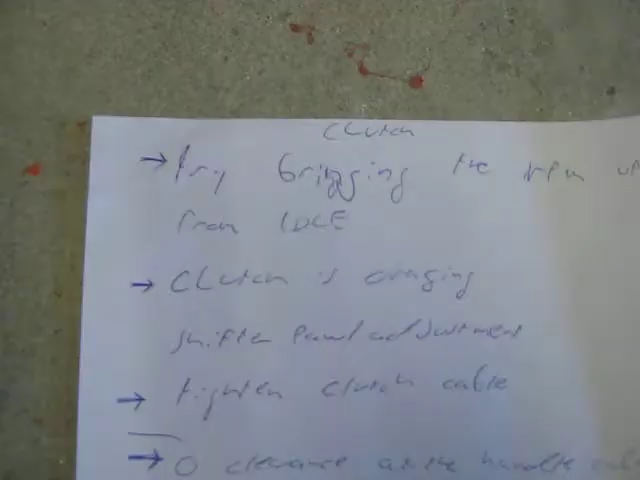 Clutch
→ Try bringing the rpm up
from IDLE
→ Clutch is draging
shifter Pawl adjustment
→ tighten clutch cable
→ 0 clearance at the handle